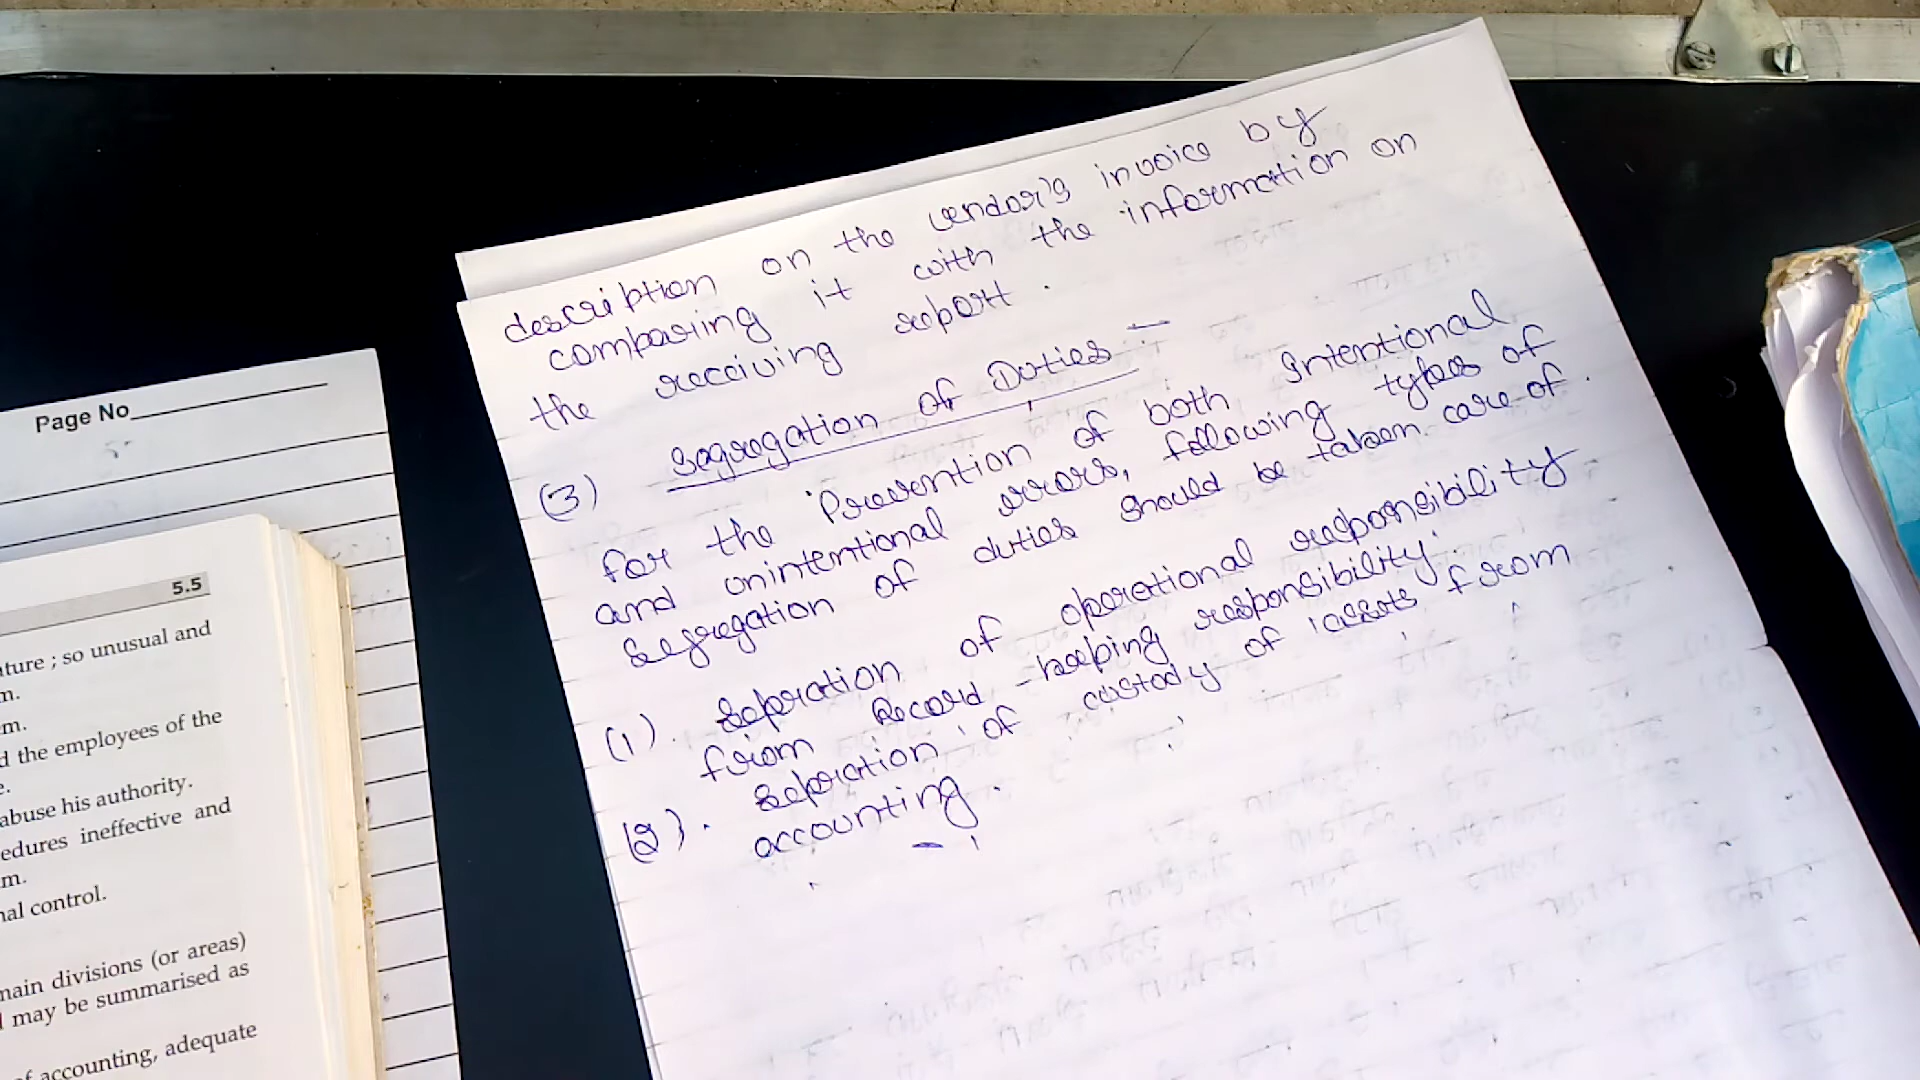 description on the vendor's invoice by
comparing it with the information on
the receiving report.
(3) Segregation of Duties :-
For the Prevention of both Intentional
and unintentional errors, following types of
Segregation of duties should be taken care of.
(1). Sepration of operational responsibility
from Record-keeping responsibility.
(2). Sepration of custody of assets from
accounting.
Page No
5.5
ature ; so unusual and
m.
m.
d the employees of the
e.
abuse his authority.
edures ineffective and
m.
nal control.
main divisions (or areas)
may be summarised as
of accounting, adequate